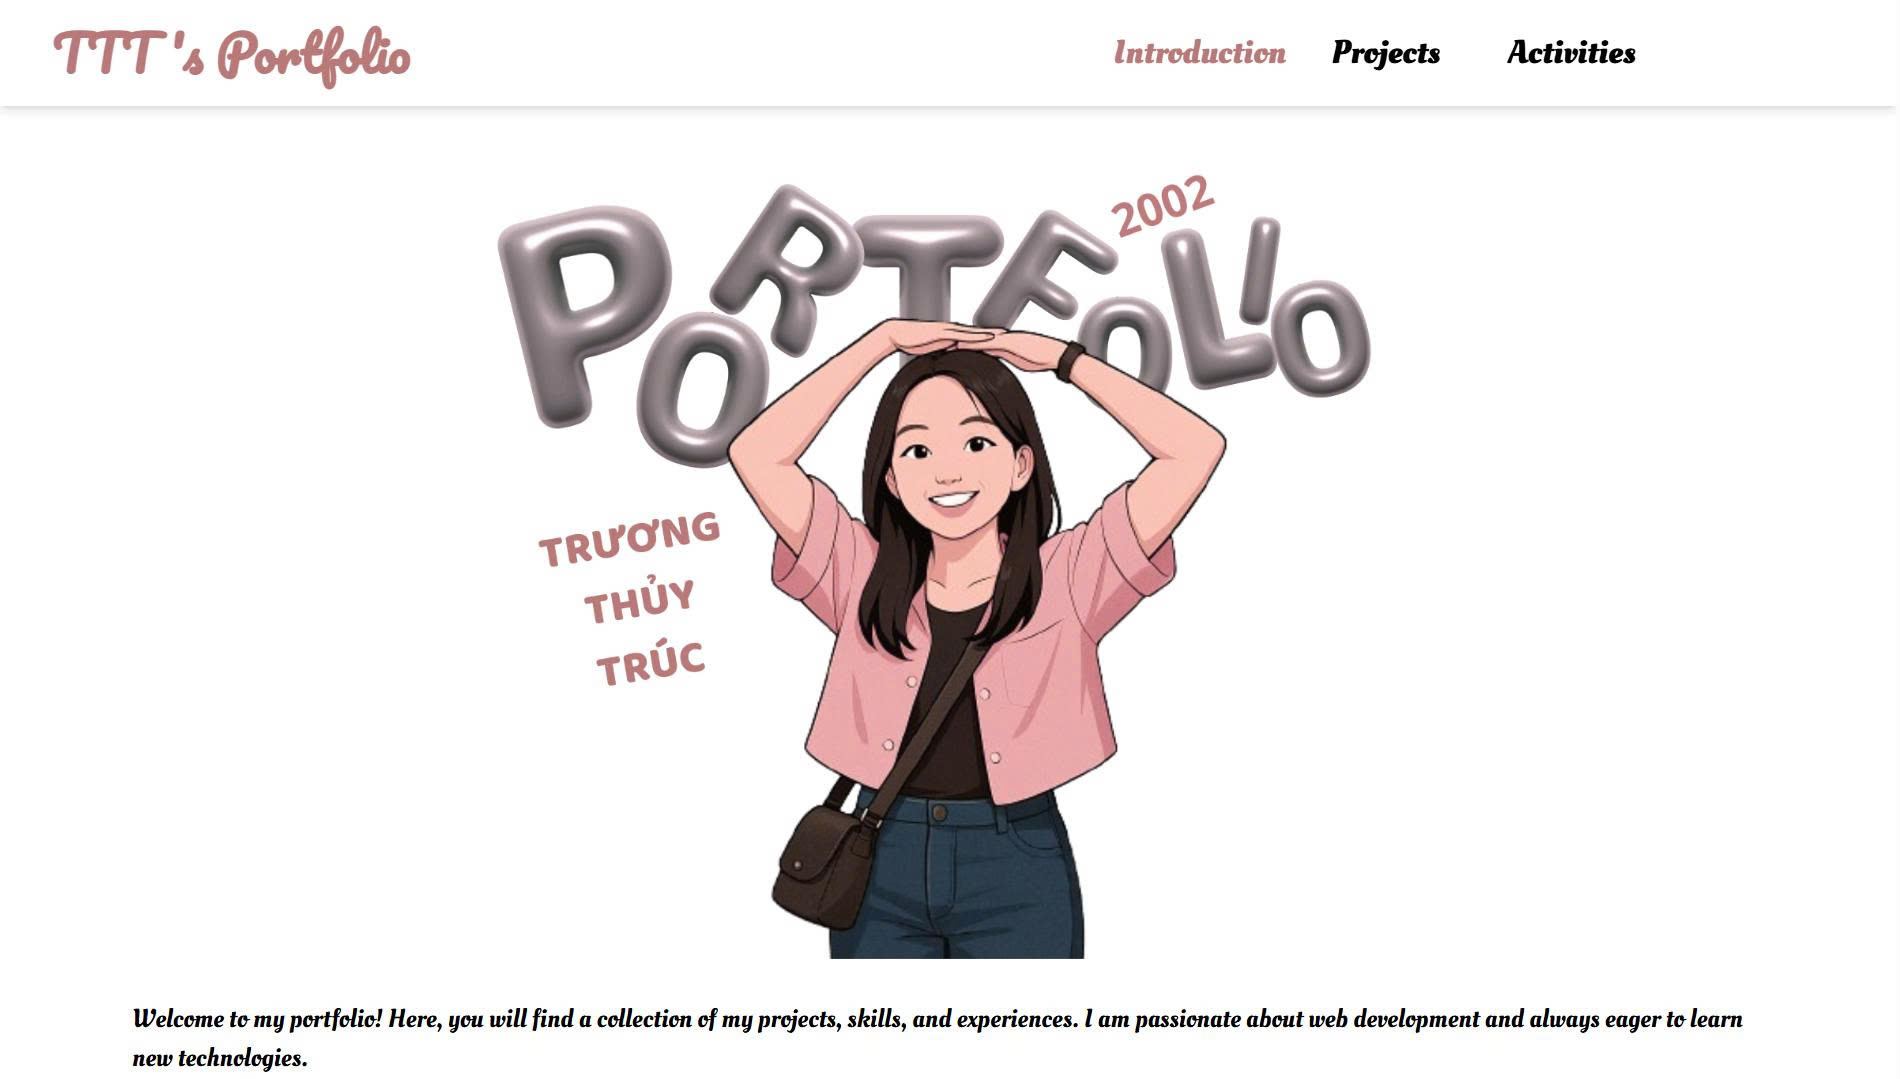 TTT 's Portfolio
Introduction Projects Activities
PORTFOLIO
2002
TRƯƠNG
THỦY
TRÚC
Welcome to my portfolio! Here, you will find a collection of my projects, skills, and experiences. I am passionate about web development and always eager to learn
new technologies.